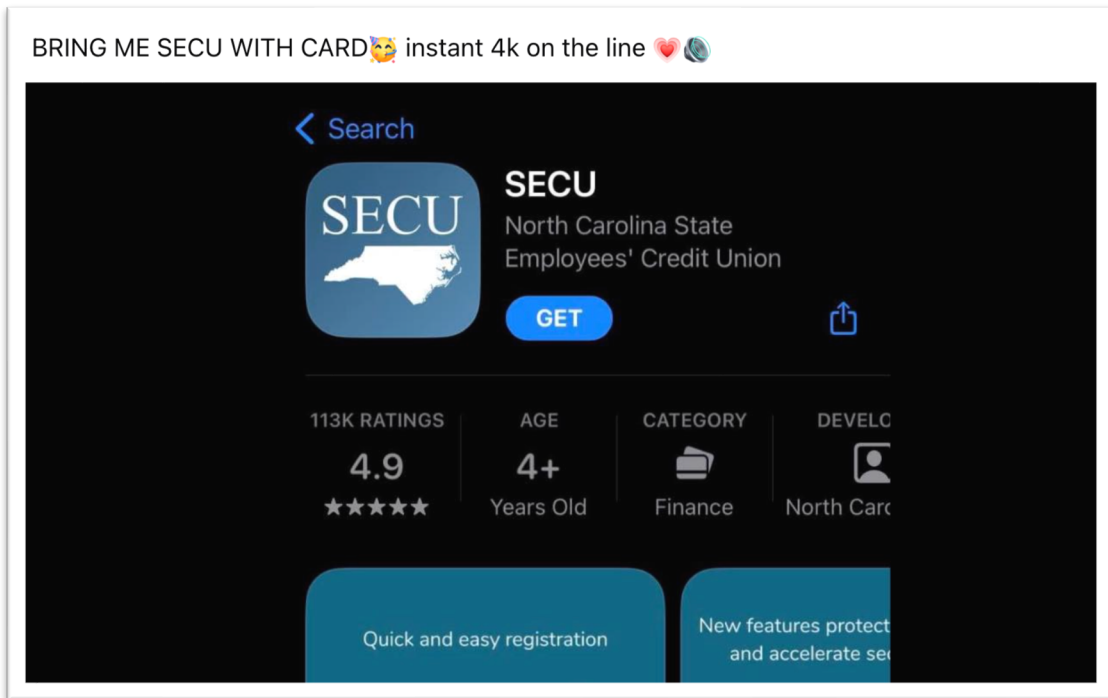 BRING ME SECU WITH CARD🥳 instant 4k on the line 💗🔊
Search
SECU
SECU
North Carolina State
Employees' Credit Union
GET
113K RATINGS
AGE
CATEGORY
DEVELO
4.9
4+
Years Old
Finance
North Caro
Quick and easy registration
New features protect
and accelerate sec